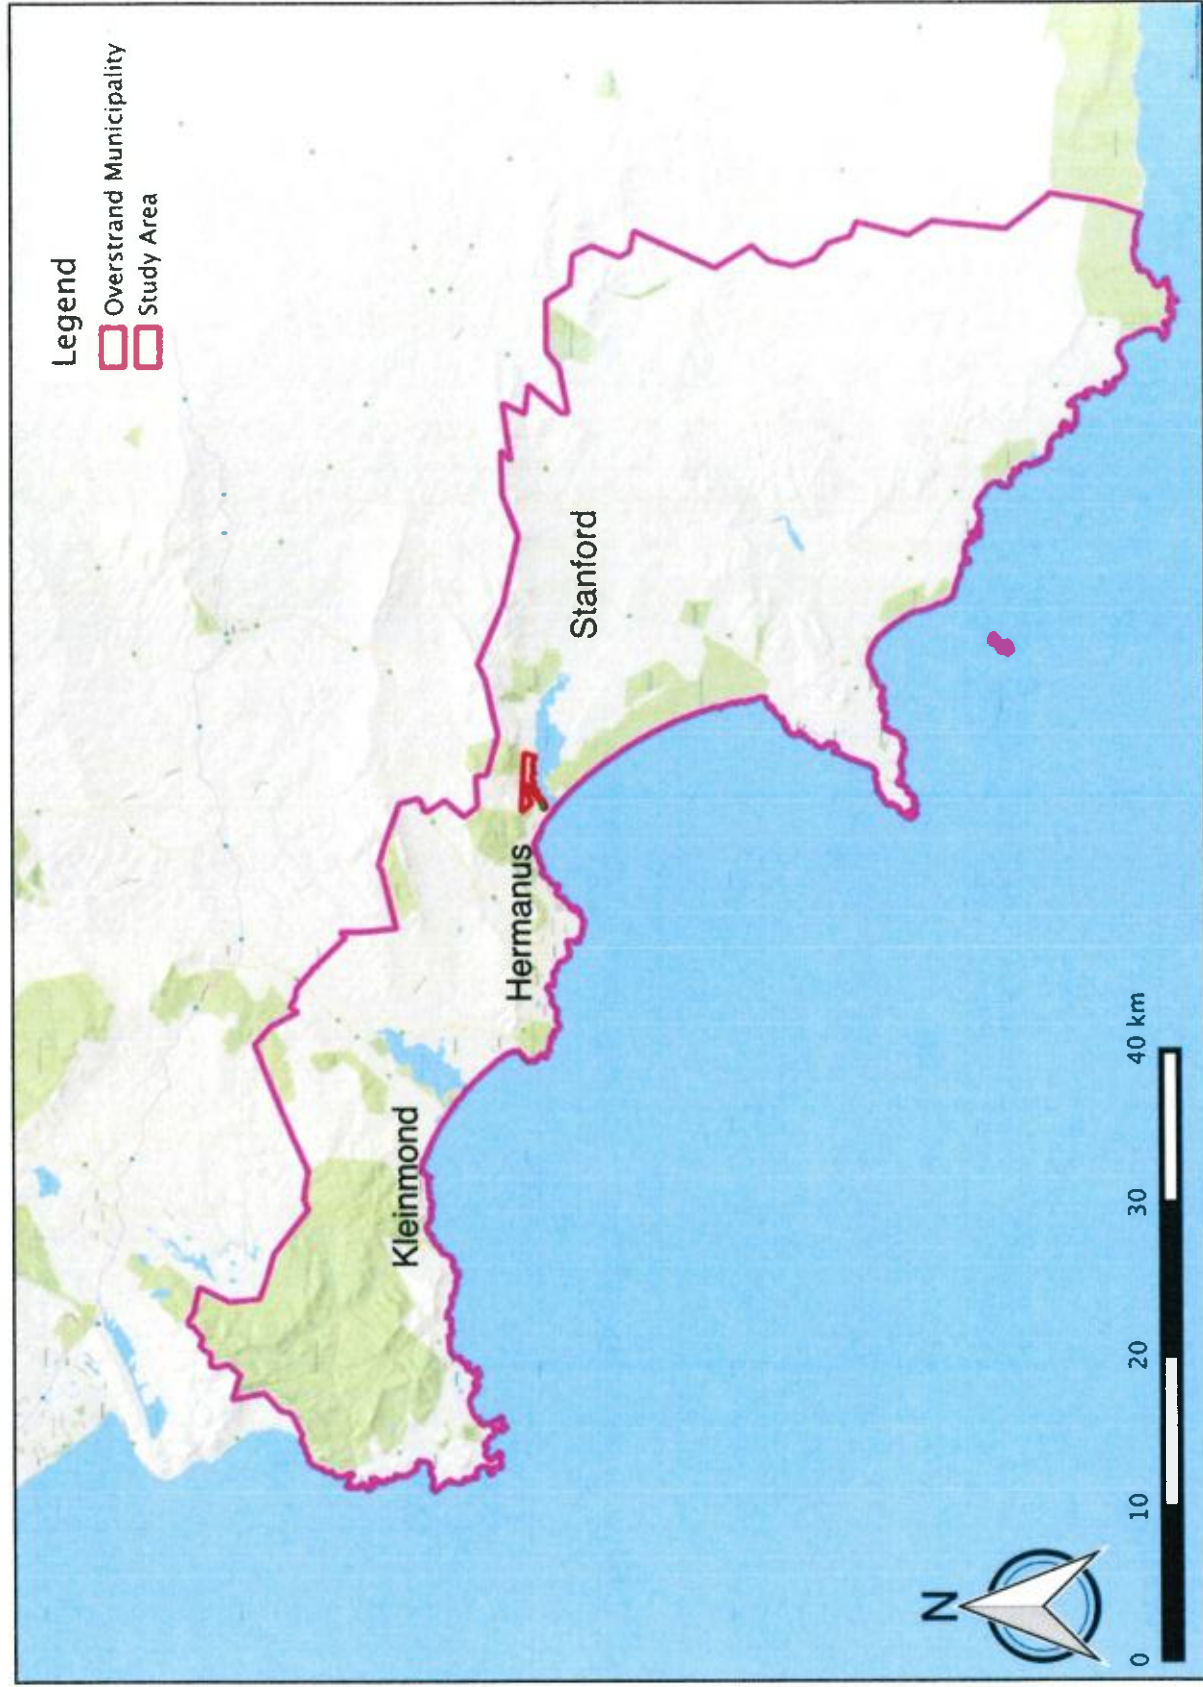 Legend
Overstrand Municipality
Study Area
Kleinmond
Hermanus
Stanford
N
0 10 20 30 40 km